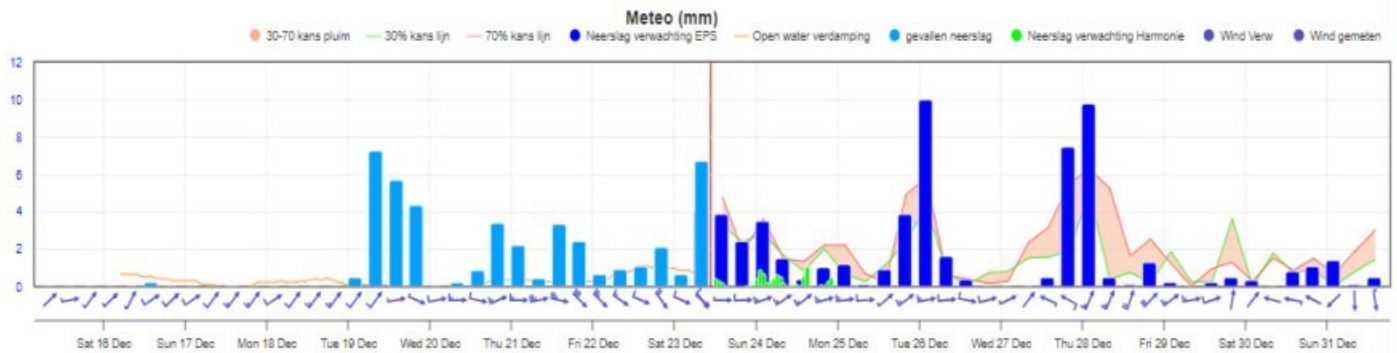 Meteo (mm)
30-70 kans pluim 30% kans lijn 70% kans lijn Neerslag verwachting EPS Open water verdamping gevallen neerslag Neerslag verwachting Harmonie Wind Verw Wind gemeten
12
10
8
6
4
2
0
Sat 16 Dec Sun 17 Dec Mon 18 Dec Tue 19 Dec Wed 20 Dec Thu 21 Dec Fri 22 Dec Sat 23 Dec Sun 24 Dec Mon 25 Dec Tue 26 Dec Wed 27 Dec Thu 28 Dec Fri 29 Dec Sat 30 Dec Sun 31 Dec